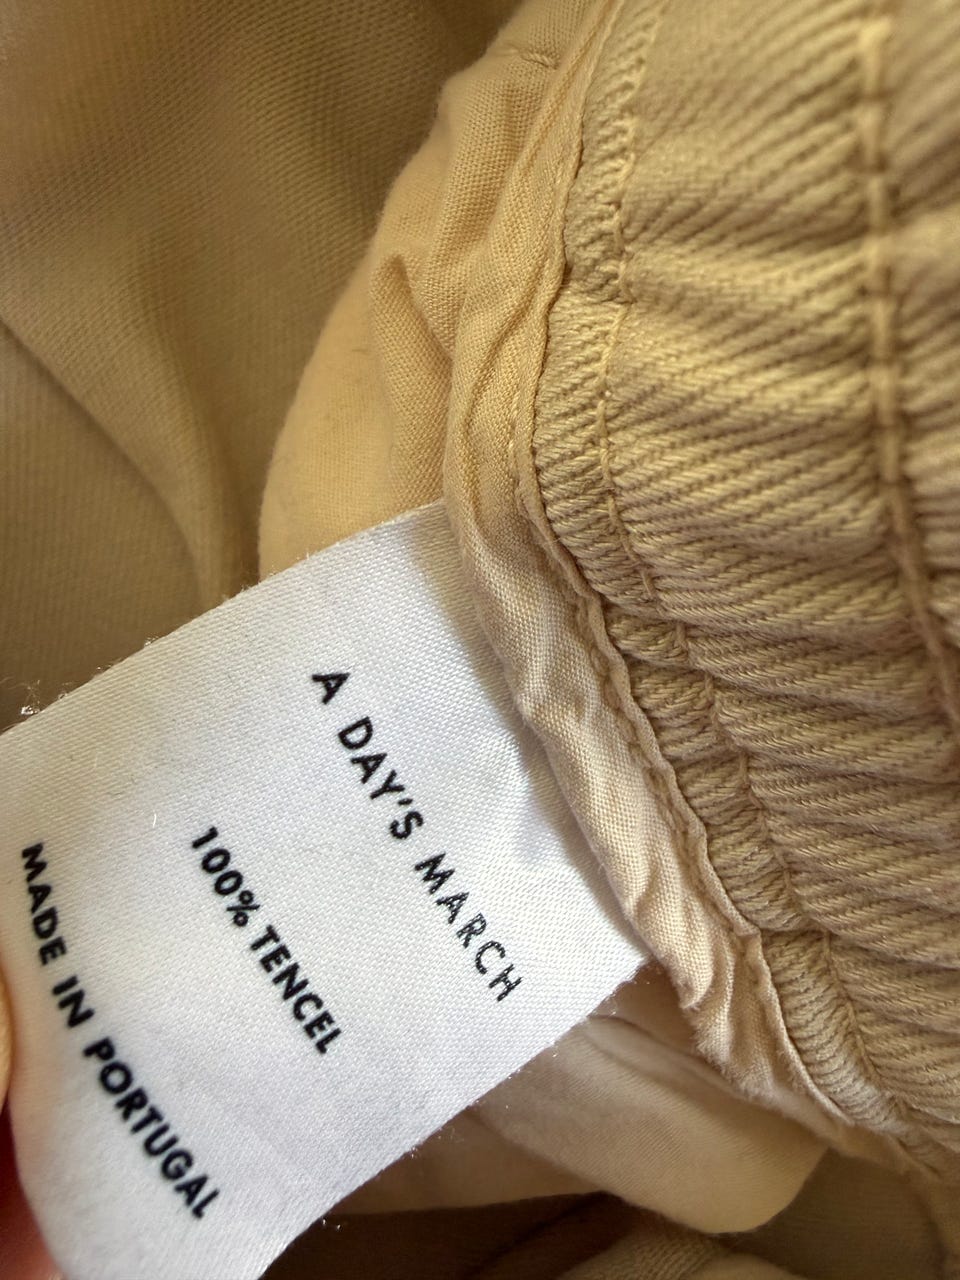 A DAY'S MARCH
100% TENCEL
MADE IN PORTUGAL